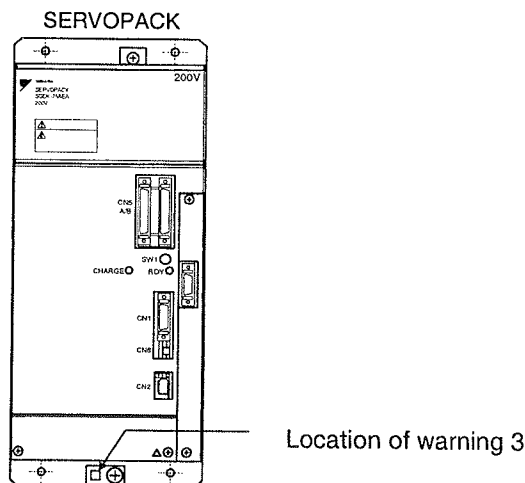 SERVOPACK
200V
SERVOPACK
200V
CN5
A/B
SW1
CHARGE
RDY
CN1
CN6
CN2
Location of warning 3